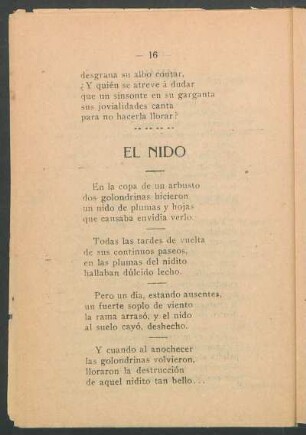 — 16 —
desgrana su albo collar,
¿Y quién se atreve á dudar
que un sinsonte en su garganta
sus jovialidades canta
para no hacerla llorar?
EL NIDO
En la copa de un arbusto
dos golondrinas hicieron
un nido de plumas y hojas
que causaba envidia verlo.
Todas las tardes de vuelta
de sus continuos paseos,
en las plumas del nidito
hallaban dúlcido lecho.
Pero un día, estando ausentes,
un fuerte soplo de viento
la rama arrasó, y el nido
al suelo cayó, deshecho.
Y cuando al anochecer
las golondrinas volvieron,
lloraron la destrucción
de aquel nidito tan bello...